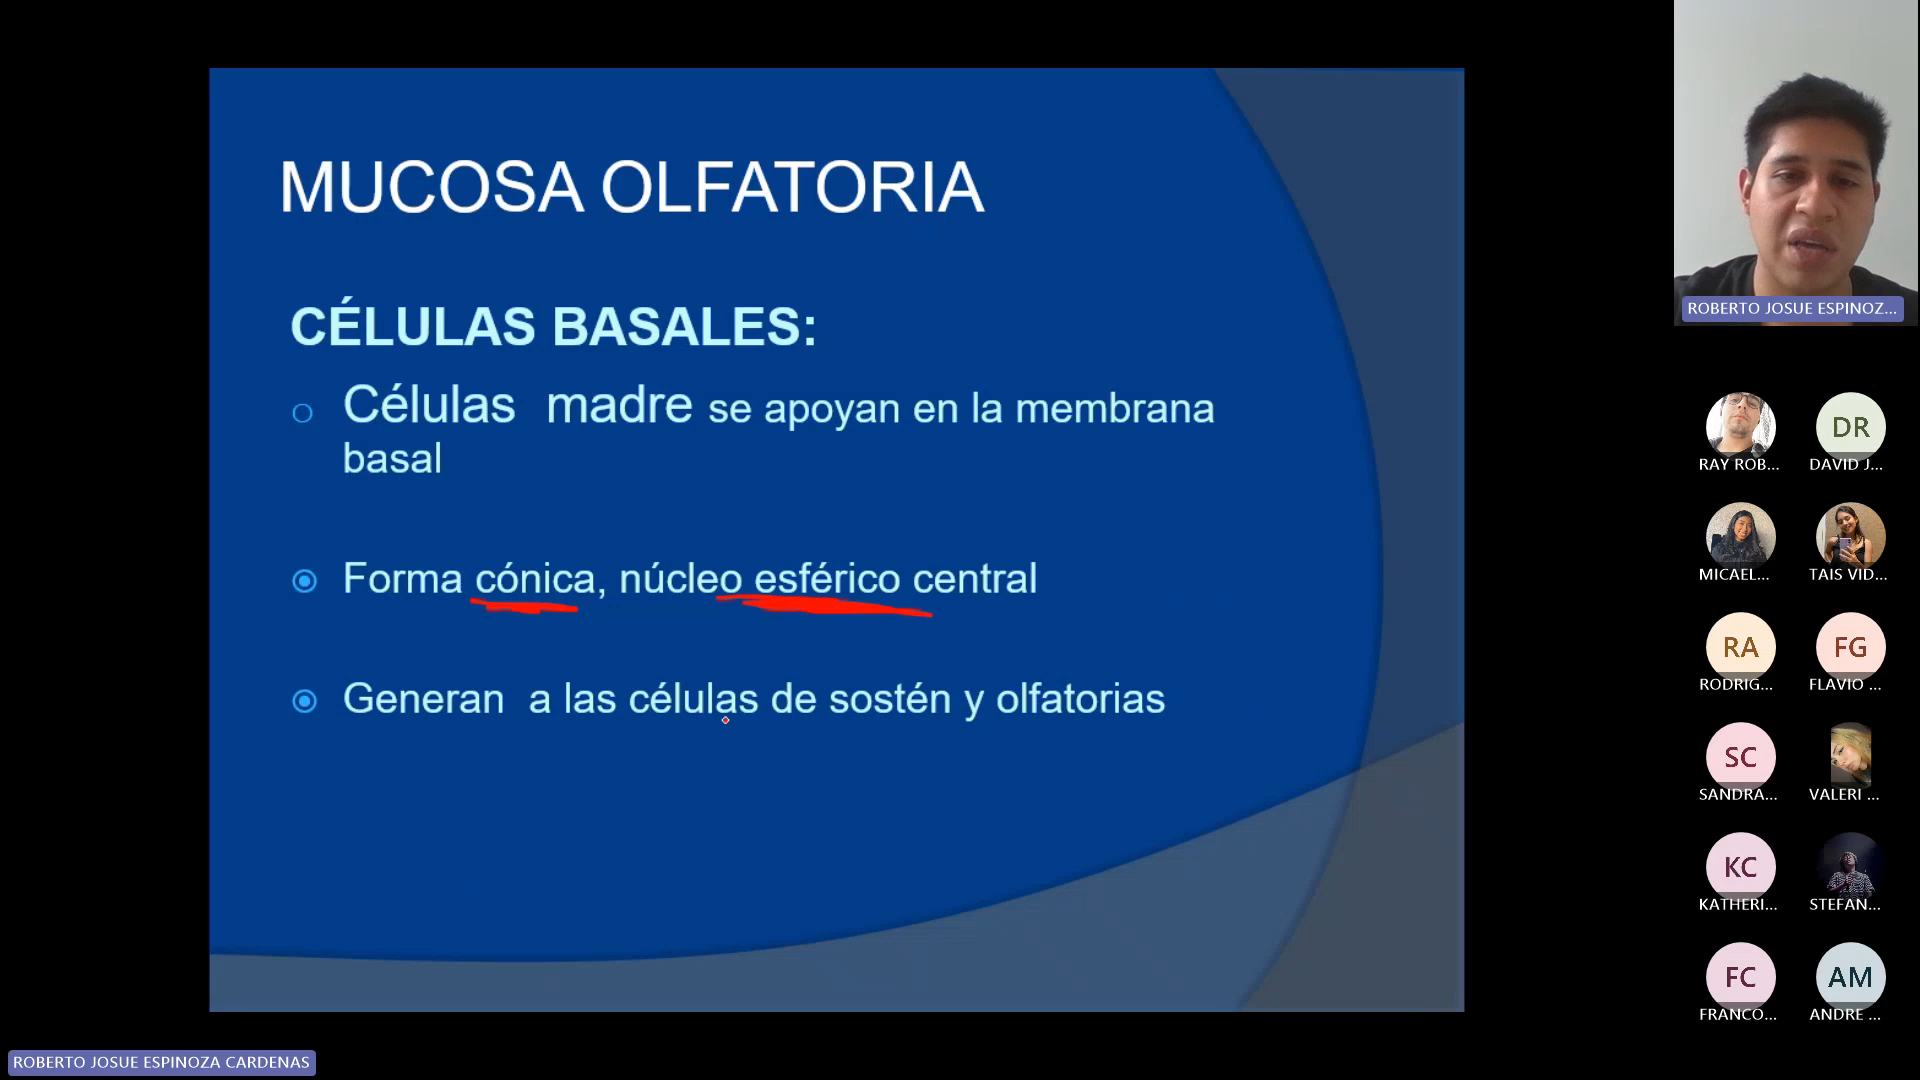 MUCOSA OLFATORIA
CÉLULAS BASALES:
Células madre se apoyan en la membrana
basal
Forma cónica, núcleo esférico central
Generan a las células de sostén y olfatorias
ROBERTO JOSUE ESPINOZ...
RAY ROB...
DR
DAVID J...
MICAEL...
TAIS VID...
RA
RODRIG...
FG
FLAVIO ...
SC
SANDRA...
VALERI ...
KC
KATHERI...
STEFAN...
FC
FRANCO...
AM
ANDRE ...
ROBERTO JOSUE ESPINOZA CARDENAS